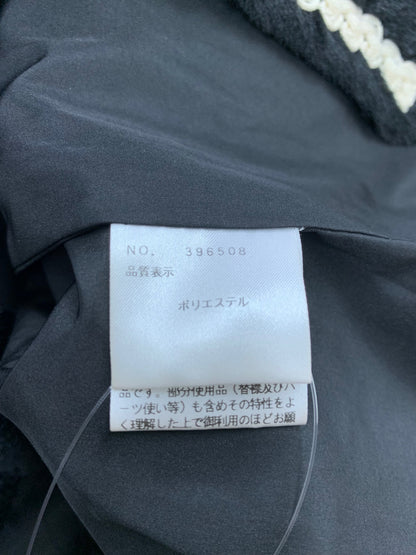 NO. 396508
品質表示
ポリエステル
品です。部分使用品（替襟及びパ
ーツ使い等）も含めその特性をよ
く理解した上で御利用のほどお願